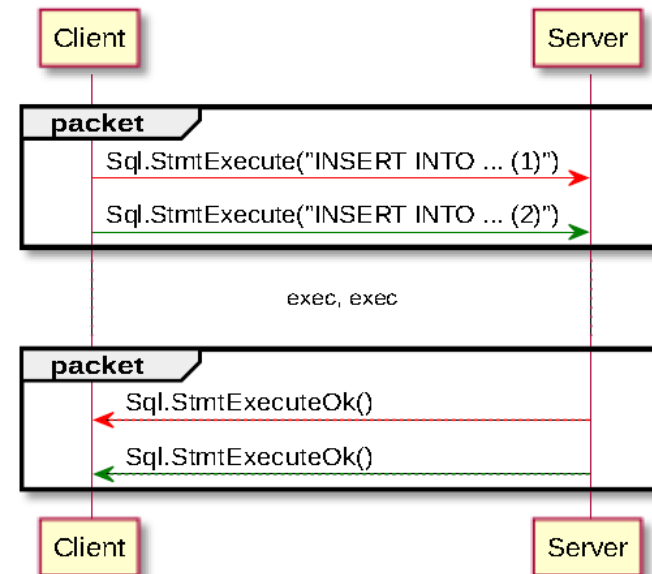 Client Server
packet
Sql.StmtExecute("INSERT INTO ... (1)")
Sql.StmtExecute("INSERT INTO ... (2)")
exec, exec
packet
Sql.StmtExecuteOk()
Sql.StmtExecuteOk()
Client Server